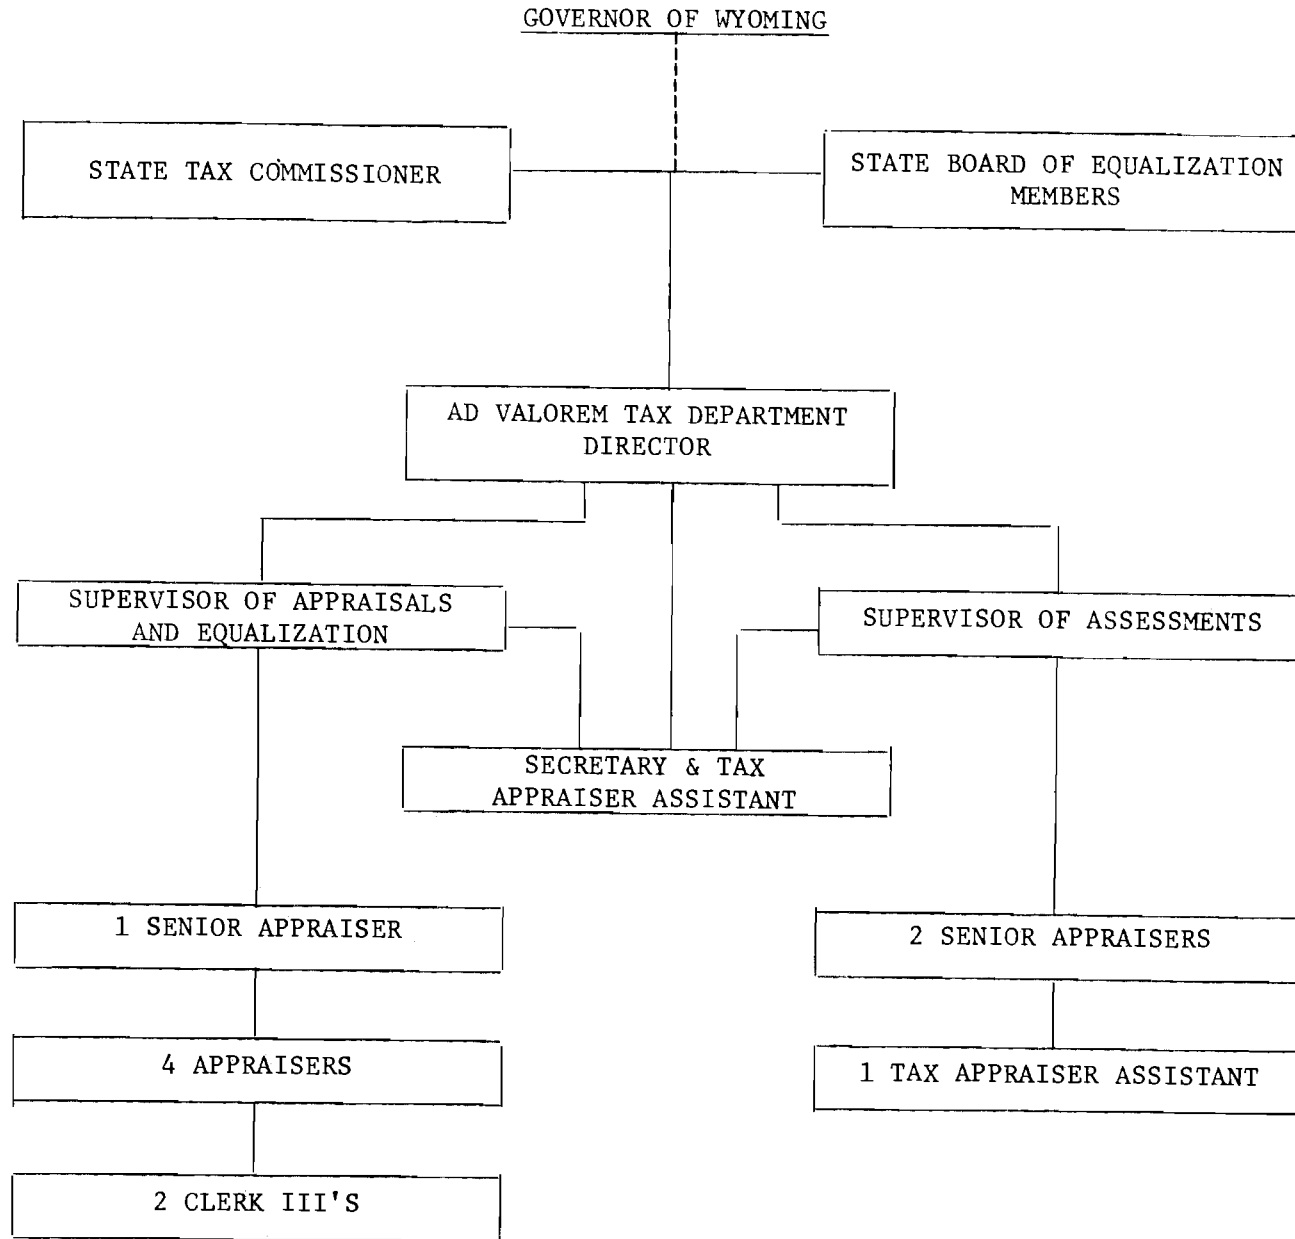 GOVERNOR OF WYOMING
STATE TAX COMMISSIONER
STATE BOARD OF EQUALIZATION
MEMBERS
AD VALOREM TAX DEPARTMENT
DIRECTOR
SUPERVISOR OF APPRAISALS
AND EQUALIZATION
SUPERVISOR OF ASSESSMENTS
SECRETARY & TAX
APPRAISER ASSISTANT
1 SENIOR APPRAISER
2 SENIOR APPRAISERS
4 APPRAISERS
1 TAX APPRAISER ASSISTANT
2 CLERK III'S